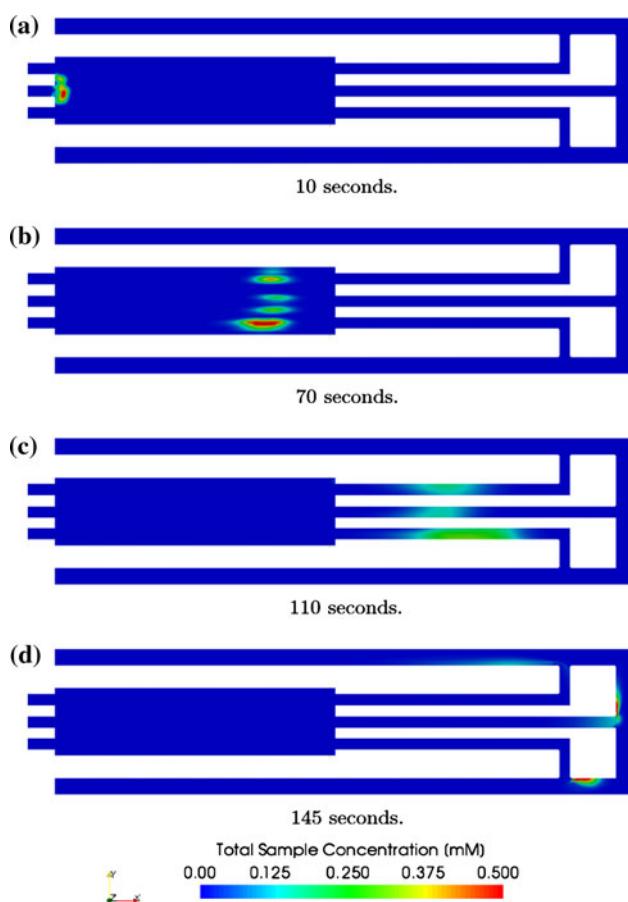 (a)
10 seconds.
(b)
70 seconds.
(c)
110 seconds.
(d)
145 seconds.
Total Sample Concentration (mM)
0.00 0.125 0.250 0.375 0.500
Y
Z X